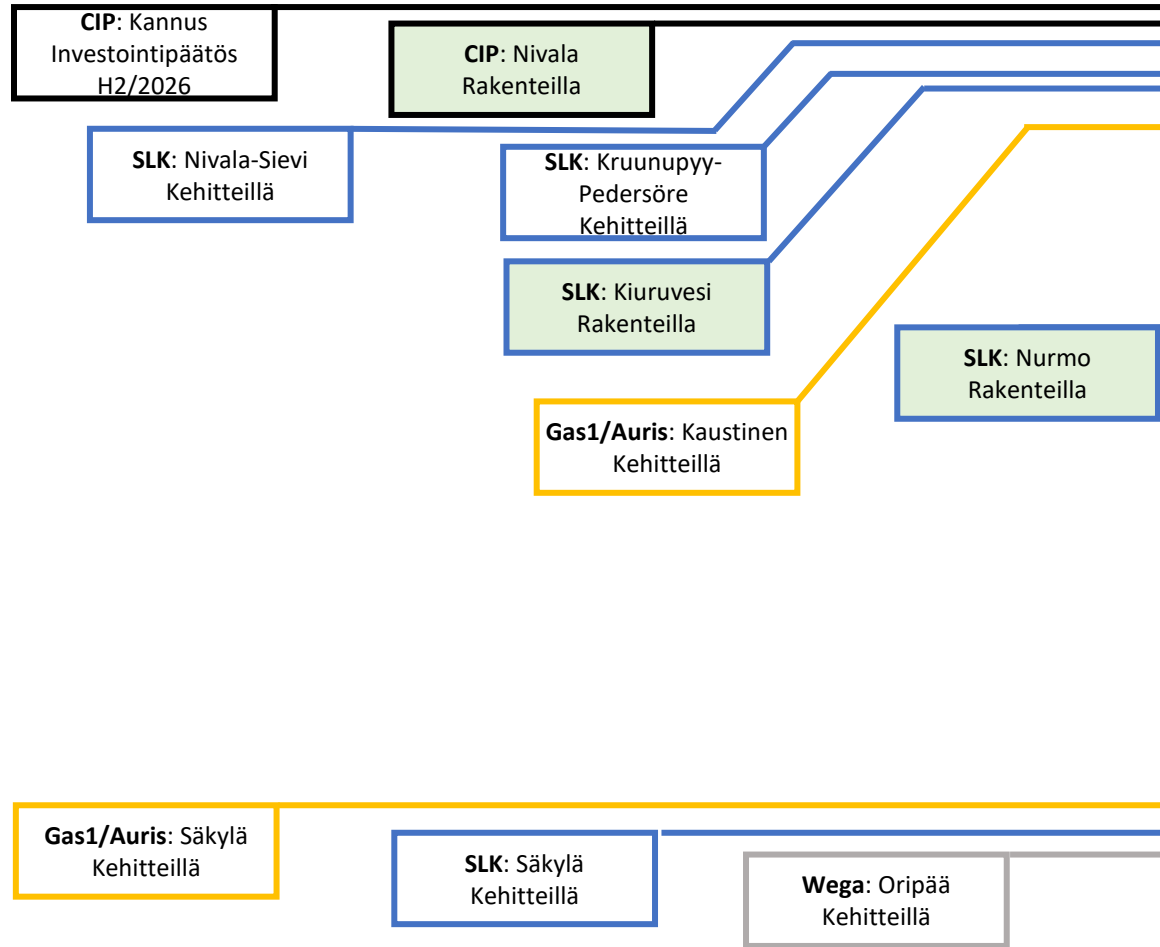 CIP: Kannus
Investointipäätös
H2/2026
CIP: Nivala
Rakenteilla
SLK: Nivala-Sievi
Kehitteillä
SLK: Kruunupyy-
Pedersöre
Kehitteillä
SLK: Kiuruvesi
Rakenteilla
SLK: Nurmo
Rakenteilla
Gas1/Auris: Kaustinen
Kehitteillä
Gas1/Auris: Säkylä
Kehitteillä
SLK: Säkylä
Kehitteillä
Wega: Oripää
Kehitteillä